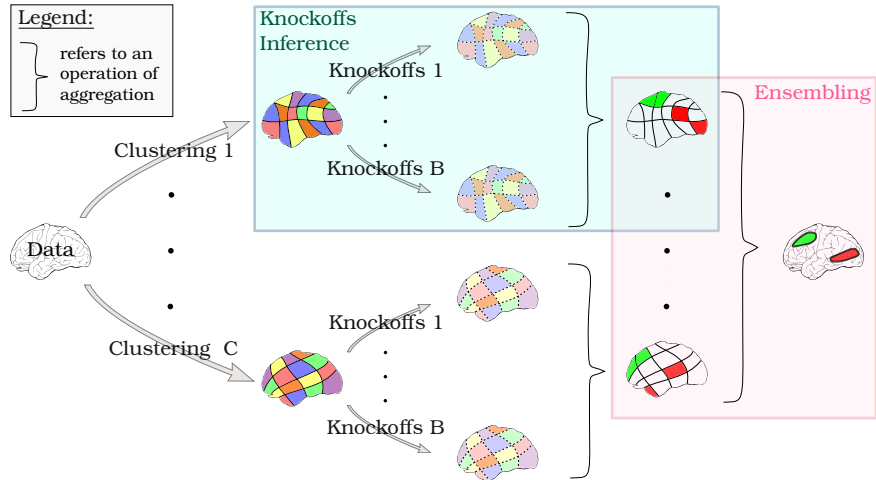 Legend:
refers to an
operation of
aggregation
Knockoffs
Inference
Knockoffs 1
Knockoffs B
Ensembling
Clustering 1
Data
Clustering C
Knockoffs 1
Knockoffs B